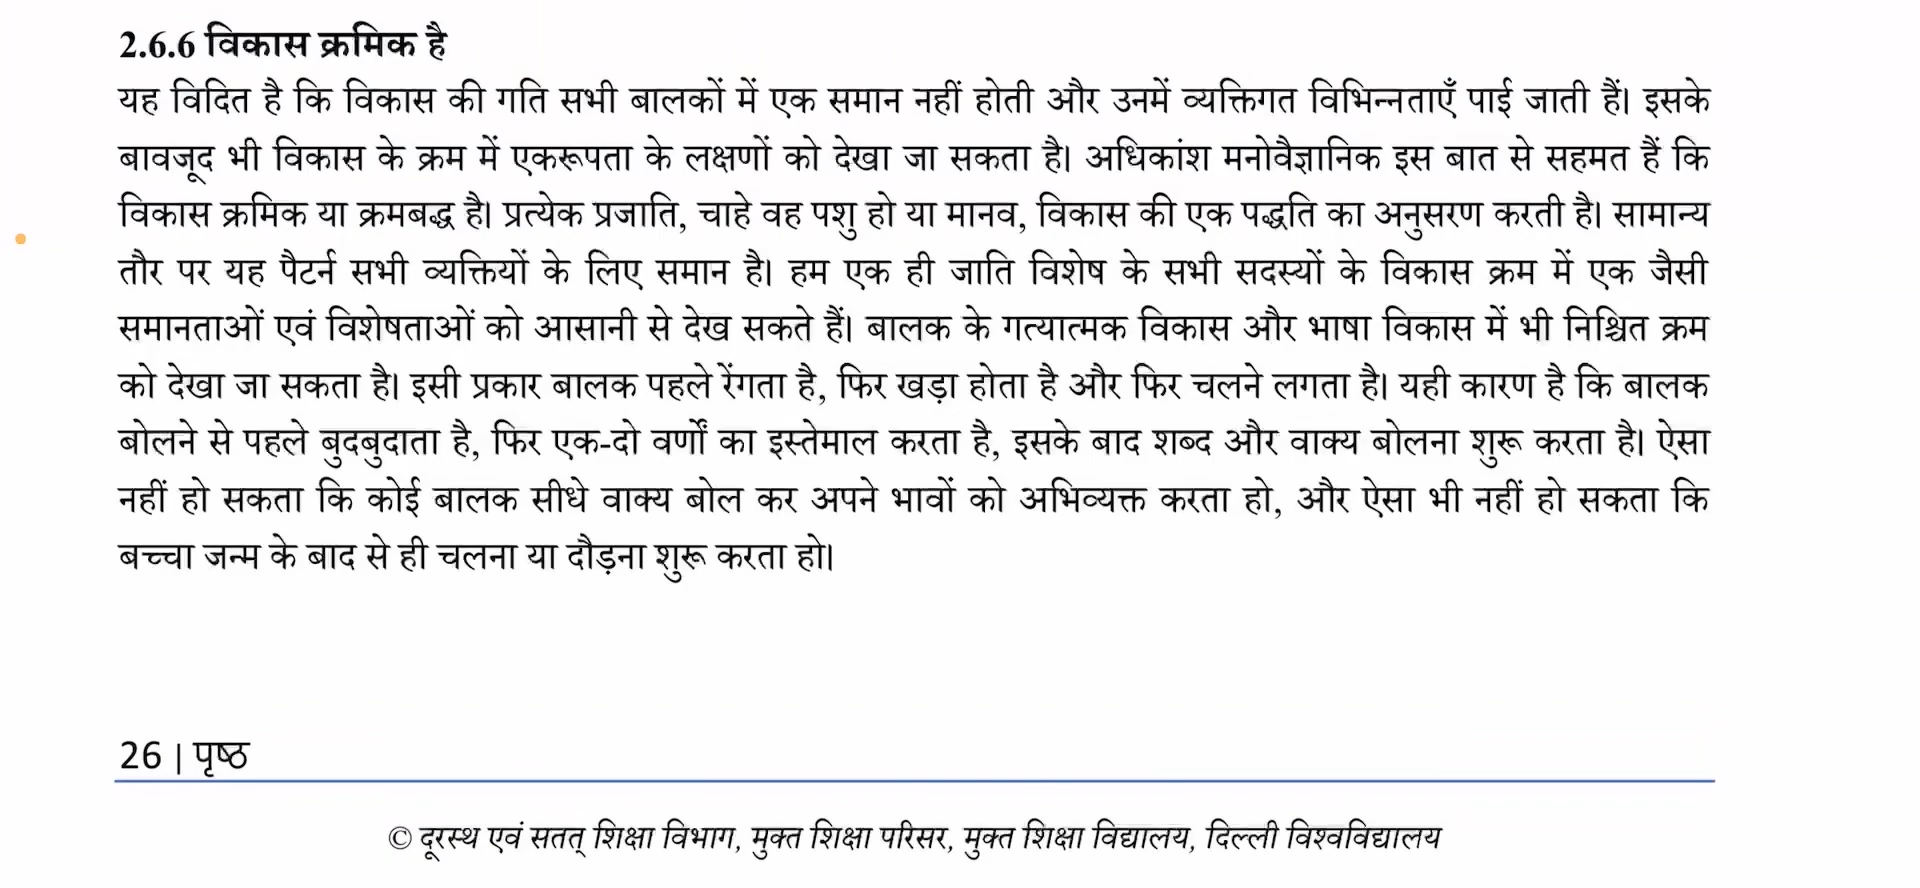 2.6.6 विकास क्रमिक है
यह विदित है कि विकास की गति सभी बालकों में एक समान नहीं होती और उनमें व्यक्तिगत विभिन्नताएँ पाई जाती हैं। इसके
बावजूद भी विकास के क्रम में एकरूपता के लक्षणों को देखा जा सकता है। अधिकांश मनोवैज्ञानिक इस बात से सहमत हैं कि
विकास क्रमिक या क्रमबद्ध है। प्रत्येक प्रजाति, चाहे वह पशु हो या मानव, विकास की एक पद्धति का अनुसरण करती है। सामान्य
तौर पर यह पैटर्न सभी व्यक्तियों के लिए समान है। हम एक ही जाति विशेष के सभी सदस्यों के विकास क्रम में एक जैसी
समानताओं एवं विशेषताओं को आसानी से देख सकते हैं। बालक के गत्यात्मक विकास और भाषा विकास में भी निश्चित क्रम
को देखा जा सकता है। इसी प्रकार बालक पहले रेंगता है, फिर खड़ा होता है और फिर चलने लगता है। यही कारण है कि बालक
बोलने से पहले बुदबुदाता है, फिर एक-दो वर्णों का इस्तेमाल करता है, इसके बाद शब्द और वाक्य बोलना शुरू करता है। ऐसा
नहीं हो सकता कि कोई बालक सीधे वाक्य बोल कर अपने भावों को अभिव्यक्त करता हो, और ऐसा भी नहीं हो सकता कि
बच्चा जन्म के बाद से ही चलना या दौड़ना शुरू करता हो।
26 | पृष्ठ
© दूरस्थ एवं सतत् शिक्षा विभाग, मुक्त शिक्षा परिसर, मुक्त शिक्षा विद्यालय, दिल्ली विश्वविद्यालय